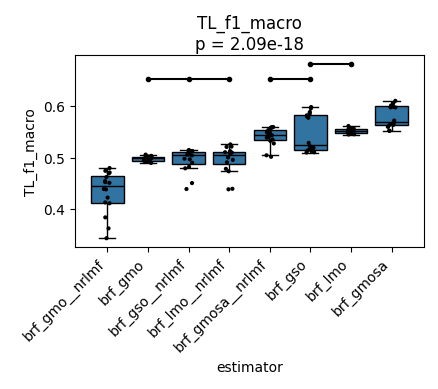 TL_f1_macro
p = 2.09e-18
TL_f1_macro
0.6
0.5
0.4
brf_gmo__nrlmf
brf_gmo
brf_gso__nrlmf
brf_lmo__nrlmf
brf_gmosa__nrlmf
brf_gso
brf_lmo
brf_gmosa
estimator